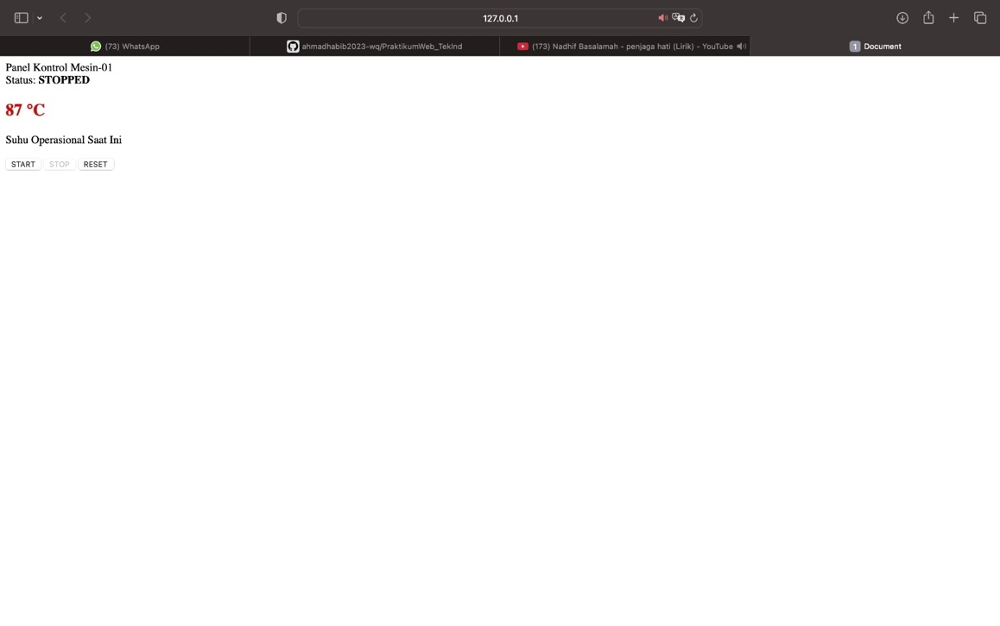 127.0.0.1
(73) WhatsApp
ahmadhabib2023-wq/PraktikumWeb_TekInd
(173) Nadhif Basalamah - penjaga hati (Lirik) - YouTube
1 Document
Panel Kontrol Mesin-01
Status: STOPPED
87 °C
Suhu Operasional Saat Ini
START STOP RESET